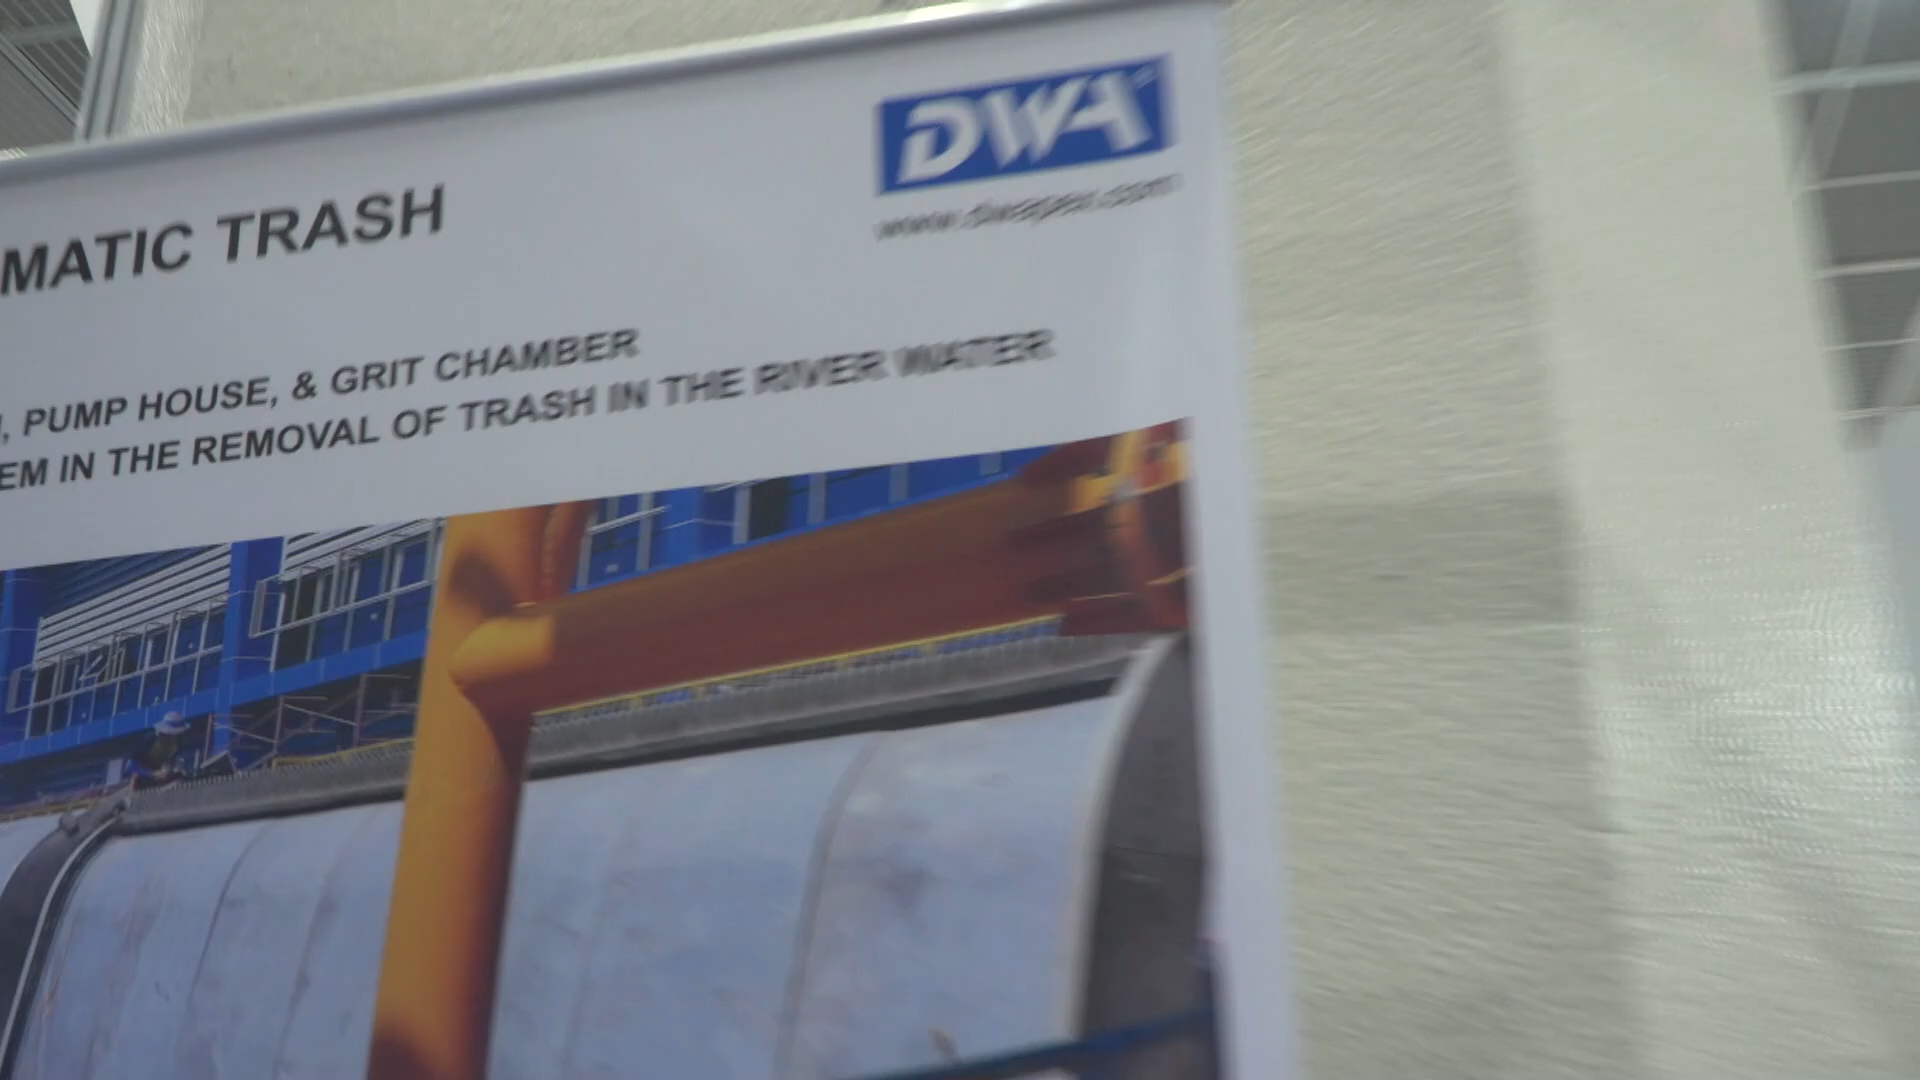 DWA
MATIC TRASH
, PUMP HOUSE, & GRIT CHAMBER
EM IN THE REMOVAL OF TRASH IN THE RIVER WATER